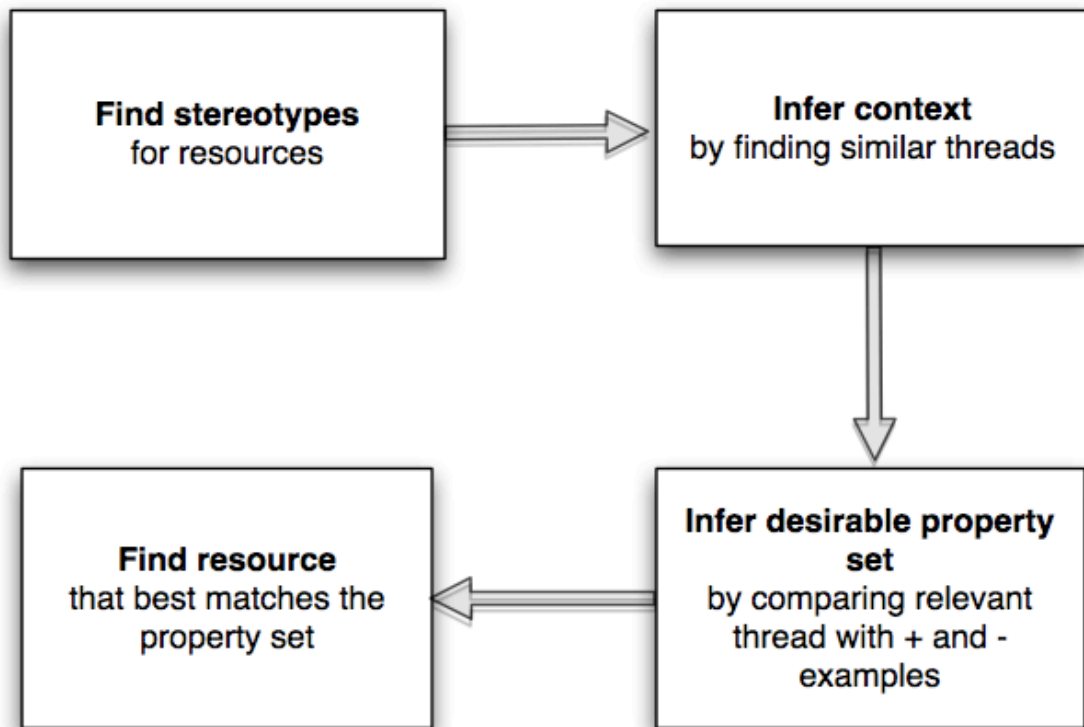 Find stereotypes
for resources
Infer context
by finding similar threads
Infer desirable property
set
by comparing relevant
thread with + and -
examples
Find resource
that best matches the
property set